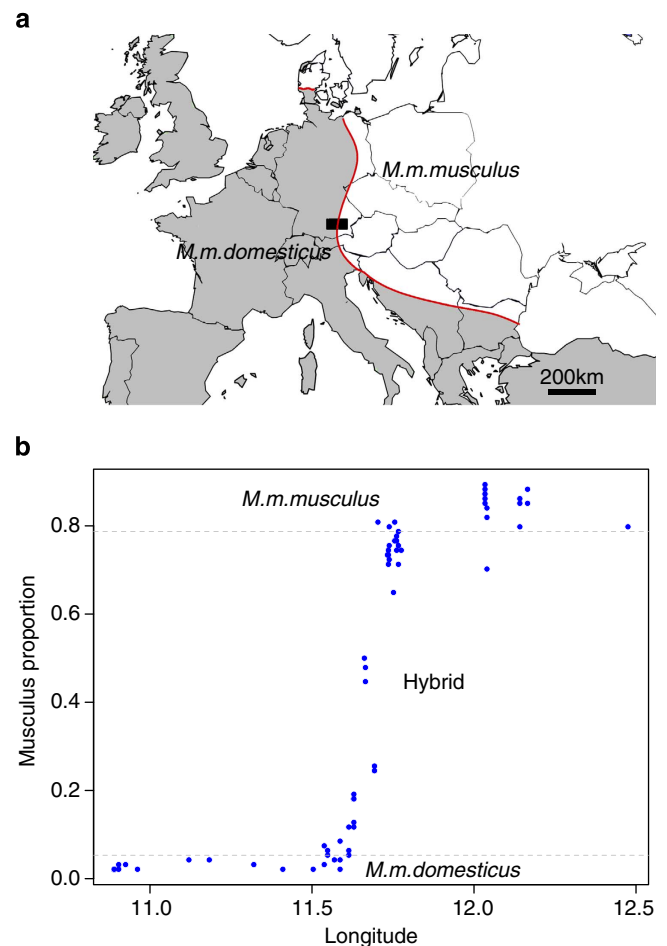 a
M.m.musculus
M.m.domesticus
200km
b
M.m.musculus
0.8
0.6
Musculus proportion
Hybrid
0.4
0.2
M.m.domesticus
0.0
11.0 11.5 12.0 12.5
Longitude